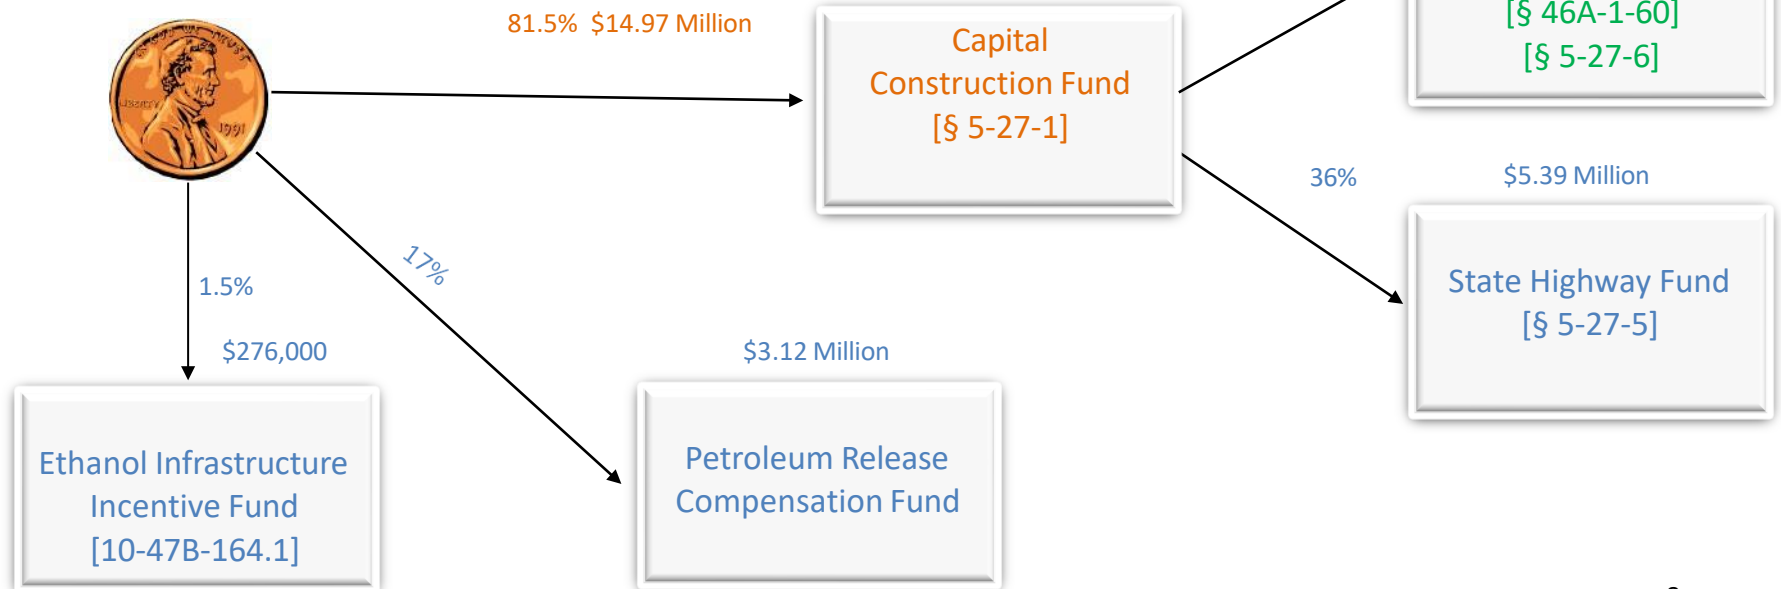 81.5%  $14.97 Million
Capital
Construction Fund
[§ 5-27-1]
[§ 46A-1-60]
[§ 5-27-6]
LIBERTY
1991
36%
$5.39 Million
State Highway Fund
[§ 5-27-5]
17%
1.5%
$276,000
$3.12 Million
Ethanol Infrastructure
Incentive Fund
[10-47B-164.1]
Petroleum Release
Compensation Fund